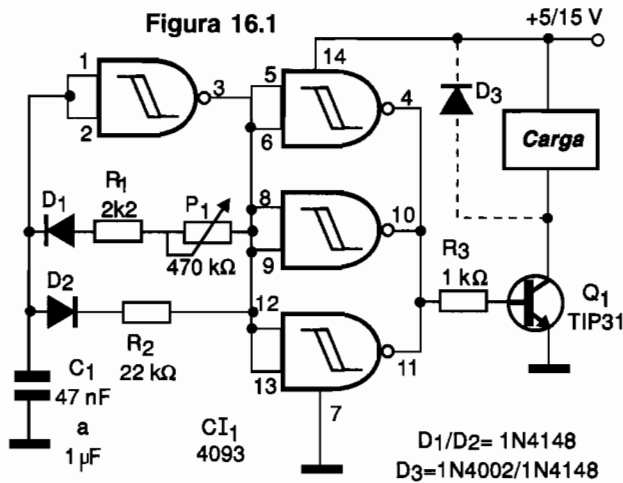 Figura 16.1
+5/15 V
1
2
3
5
6
14
4
D3
Carga
D1
R1
2k2
P1
470 kΩ
8
9
10
R3
1 kΩ
Q1
TIP31
D2
R2
22 kΩ
12
13
11
7
C1
47 nF
a
1µF
CI1
4093
D1/D2= 1N4148
D3=1N4002/1N4148